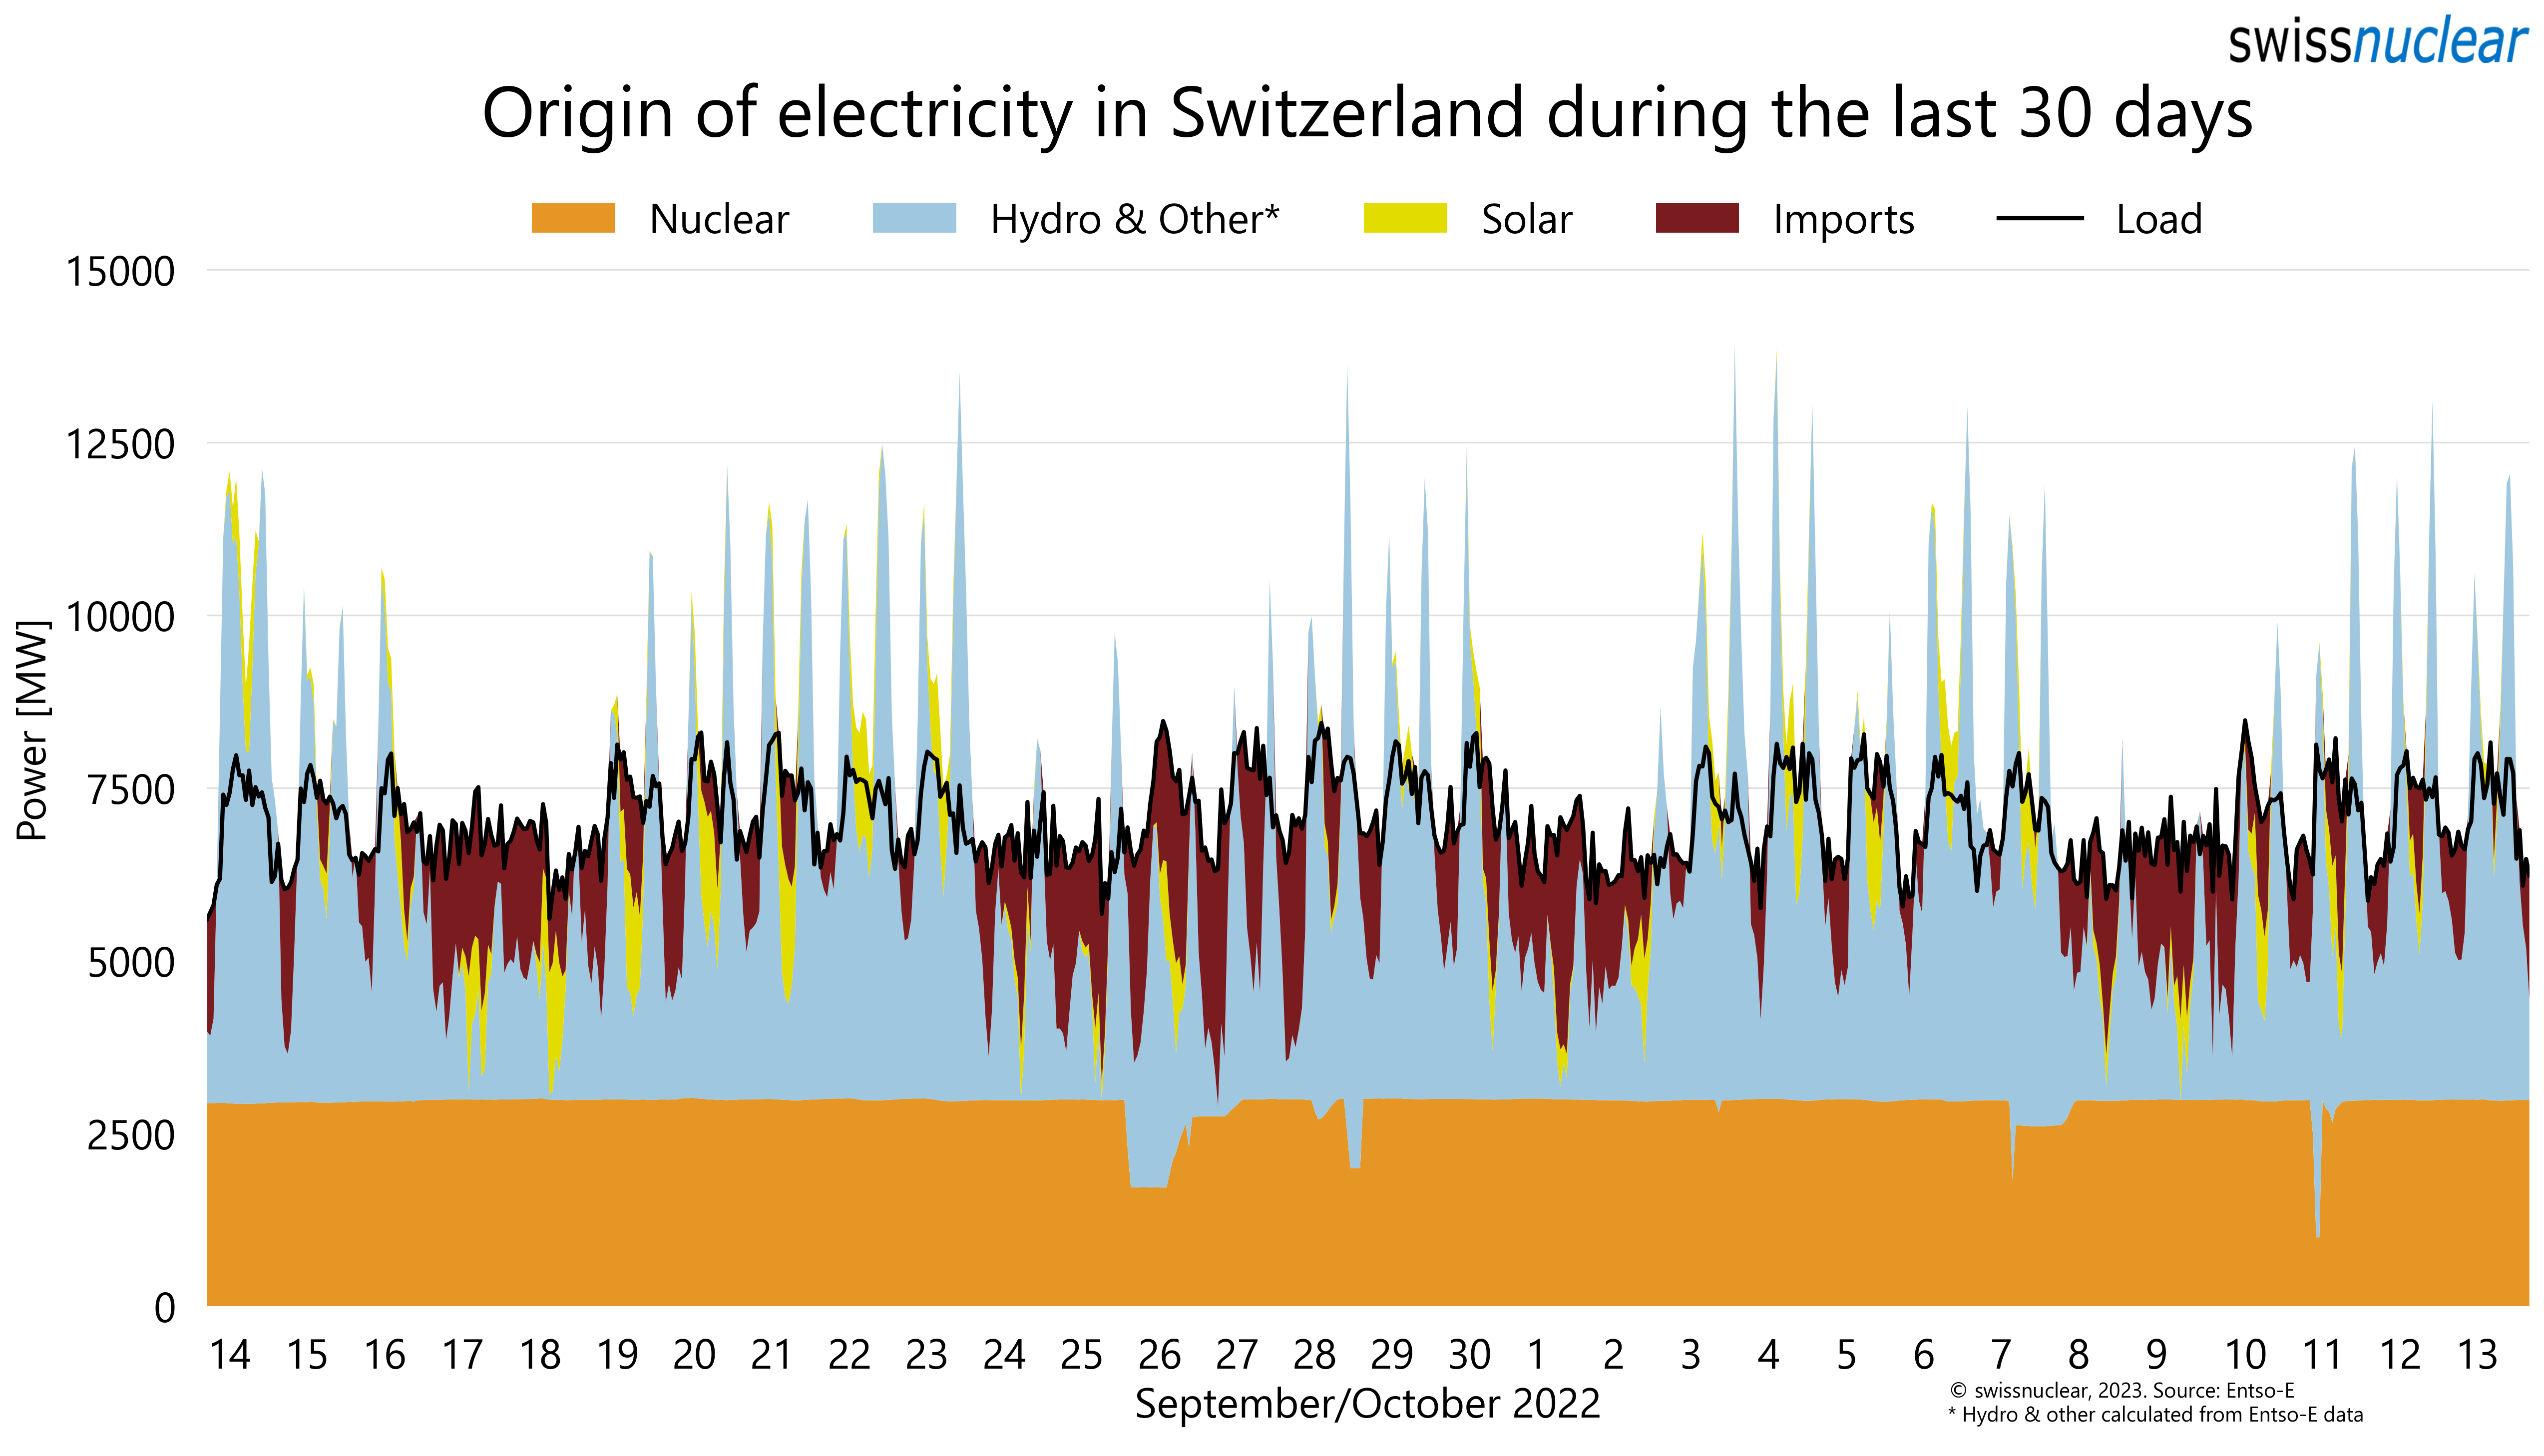 swissnuclear
Origin of electricity in Switzerland during the last 30 days
Nuclear Hydro & Other* Solar Imports Load
15000
12500
10000
7500
5000
2500
0
Power [MW]
14 15 16 17 18 19 20 21 22 23 24 25 26 27 28 29 30 1 2 3 4 5 6 7 8 9 10 11 12 13
September/October 2022
© swissnuclear, 2023. Source: Entso-E
* Hydro & other calculated from Entso-E data